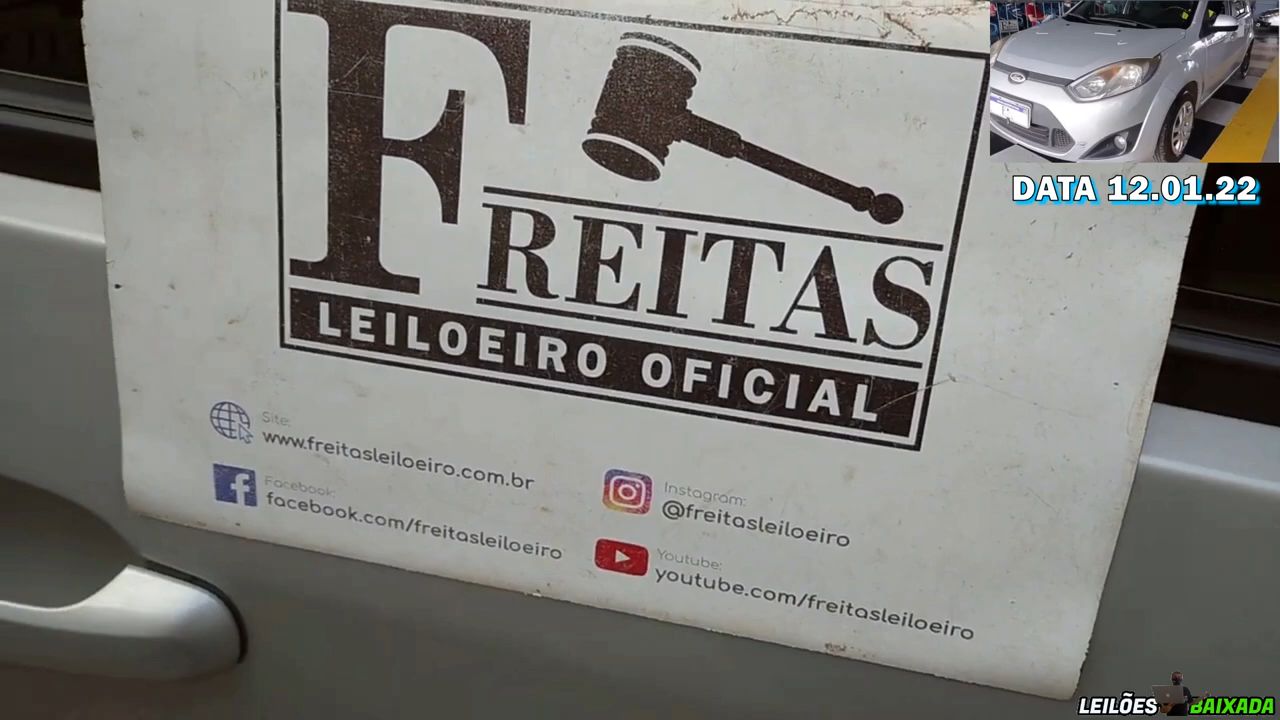 FREITAS
LEILOEIRO OFICIAL
Site:
www.freitasleiloeiro.com.br
Facebook:
facebook.com/freitasleiloeiro
Instagram:
@freitasleiloeiro
Youtube:
youtube.com/freitasleiloeiro
DATA 12.01.22
LEILÕES BAIXADA